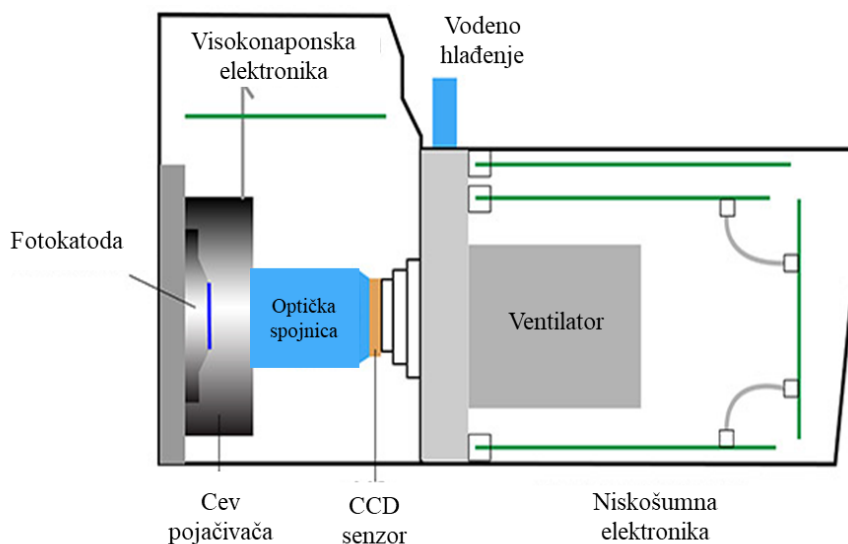 Visokonaponska
elektronika
Vodeno
hlađenje
Fotokatoda
Optička
spojnica
Ventilator
Cev
pojačivača
CCD
senzor
Niskošumna
elektronika